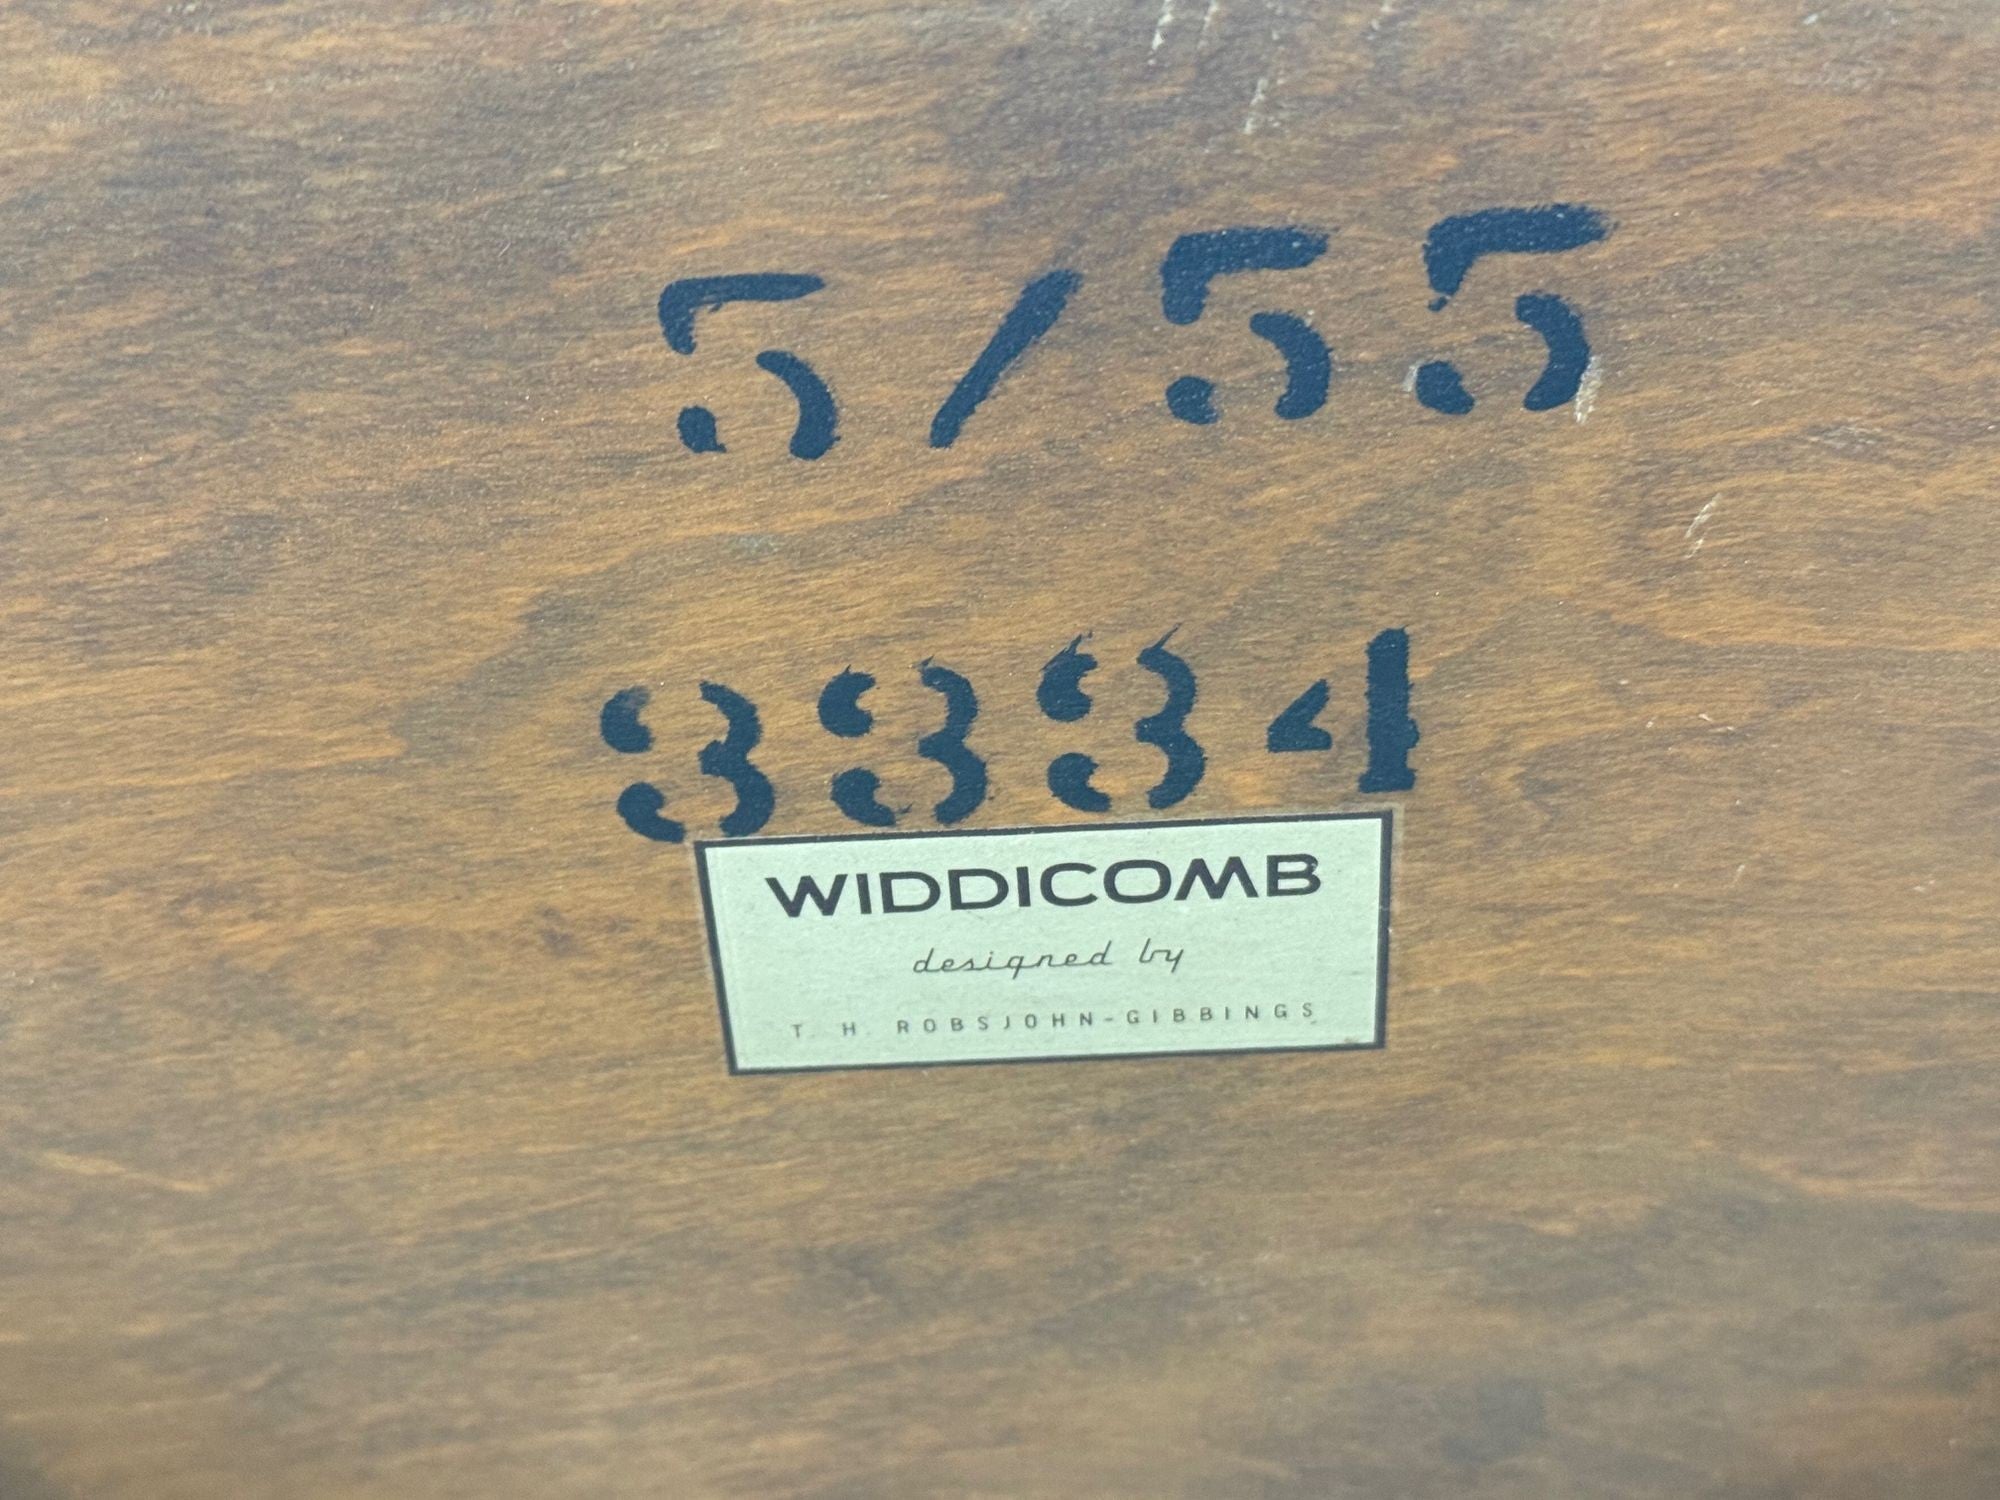 5/55
3334
WIDDICOMB
designed by
T. H. ROBSJOHN-GIBBINGS